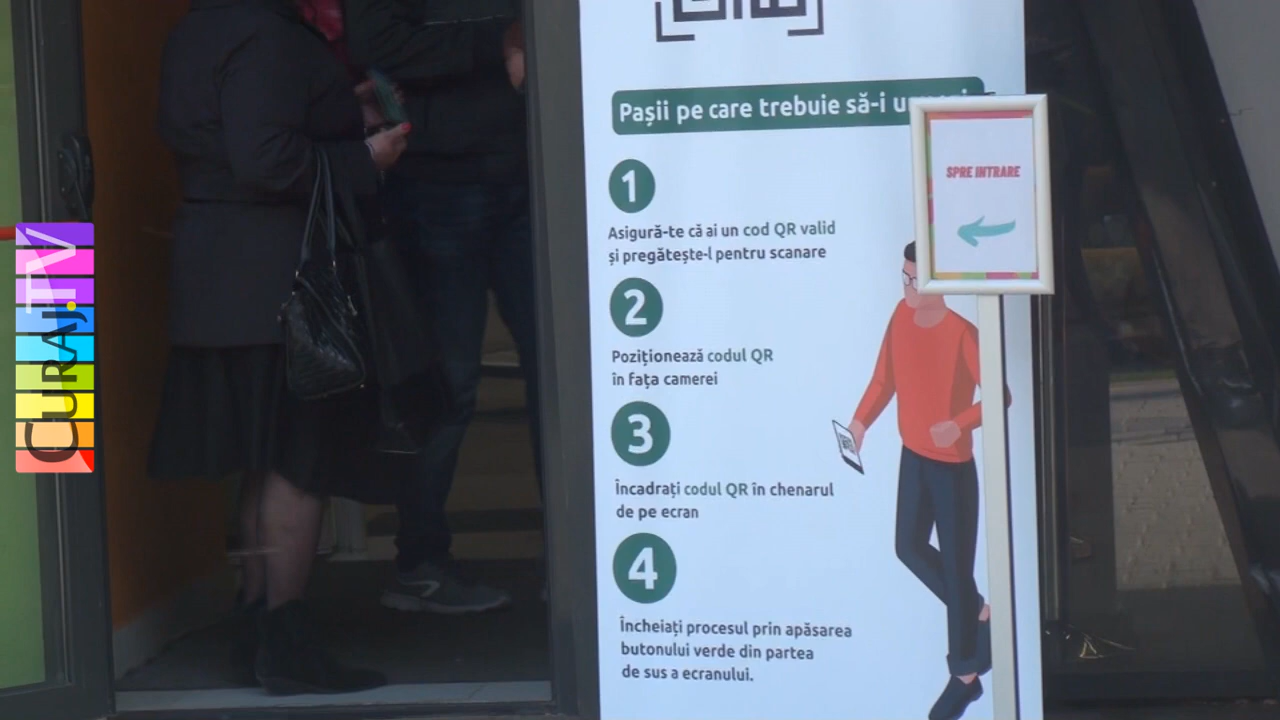 Pașii pe care trebuie să-i
SPRE INTRARE
1
Asigură-te că ai un cod QR valid
și pregătește-l pentru scanare
2
Poziționează codul QR
în fața camerei
3
Încadrați codul QR în chenarul
de pe ecran
4
Încheiați procesul prin apăsarea
butonului verde din partea
de sus a ecranului.
CURAJ.TV